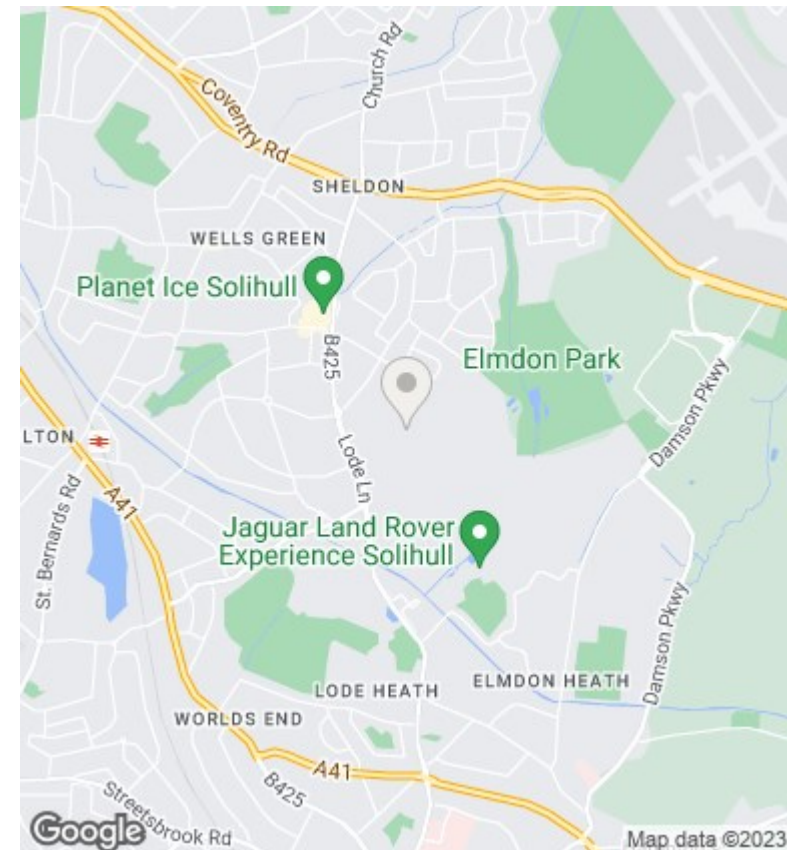 Church Rd
Coventry Rd
SHELDON
WELLS GREEN
Planet Ice Solihull
B425
Elmdon Park
Damson Pkwy
LTON
Lode Ln
A41
St. Bernards Rd
Jaguar Land Rover
Experience Solihull
Damson Pkwy
LODE HEATH
ELMDON HEATH
WORLDS END
A41
B425
Streetsbrook Rd
Google
Map data ©2023